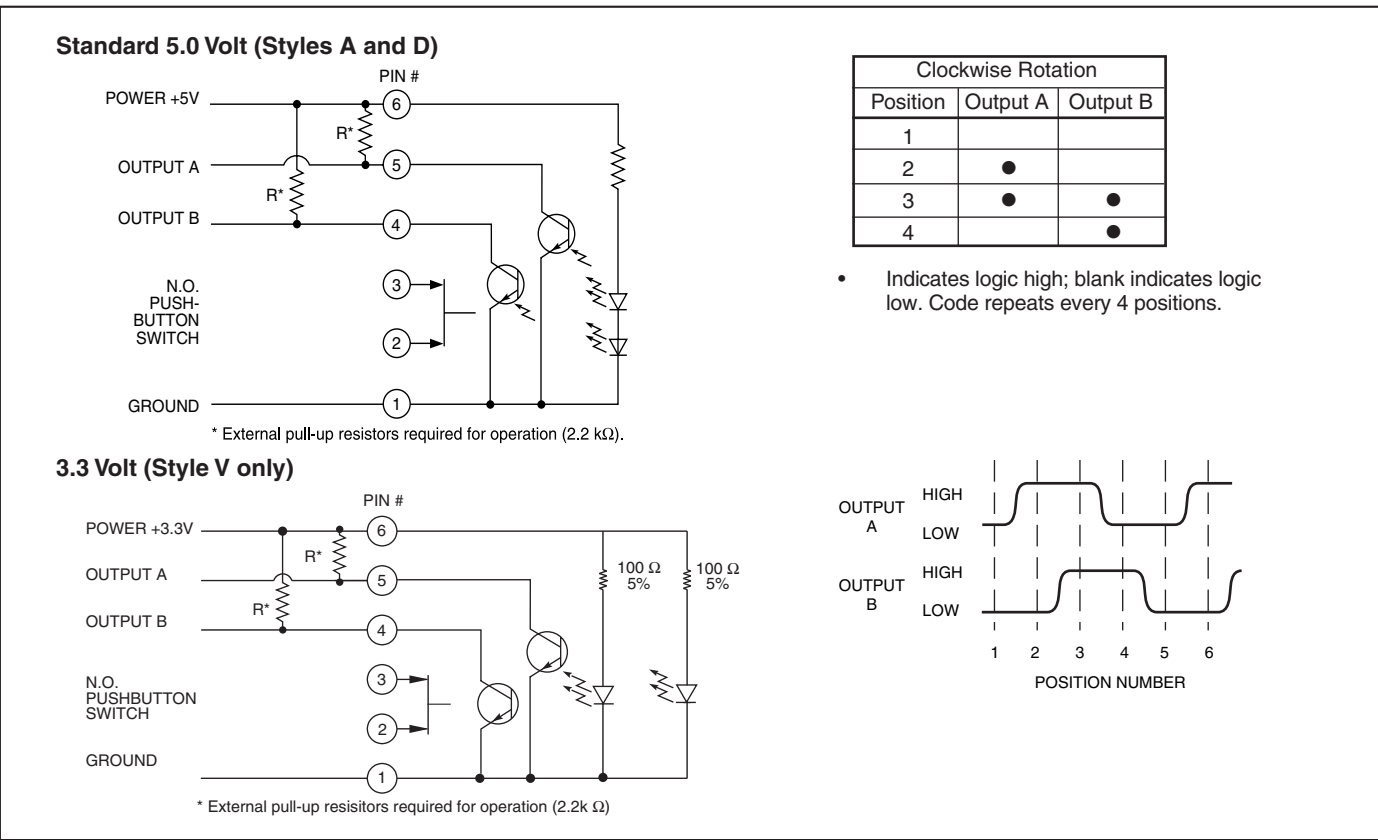 Standard 5.0 Volt (Styles A and D)
PIN #
POWER +5V
6
R*
OUTPUT A
5
R*
OUTPUT B
4
3
N.O.
PUSH-
BUTTON
SWITCH
2
GROUND
1
* External pull-up resistors required for operation (2.2 kΩ).
3.3 Volt (Style V only)
PIN #
POWER +3.3V
6
R*
100 Ω
5%
100 Ω
5%
OUTPUT A
5
R*
OUTPUT B
4
3
N.O.
PUSHBUTTON
SWITCH
2
GROUND
1
* External pull-up resisitors required for operation (2.2k Ω)
Clockwise Rotation
Position Output A Output B
1
2 ●
3 ● ●
4 ●
• Indicates logic high; blank indicates logic
low. Code repeats every 4 positions.
OUTPUT
A
HIGH
LOW
OUTPUT
B
HIGH
LOW
1 2 3 4 5 6
POSITION NUMBER